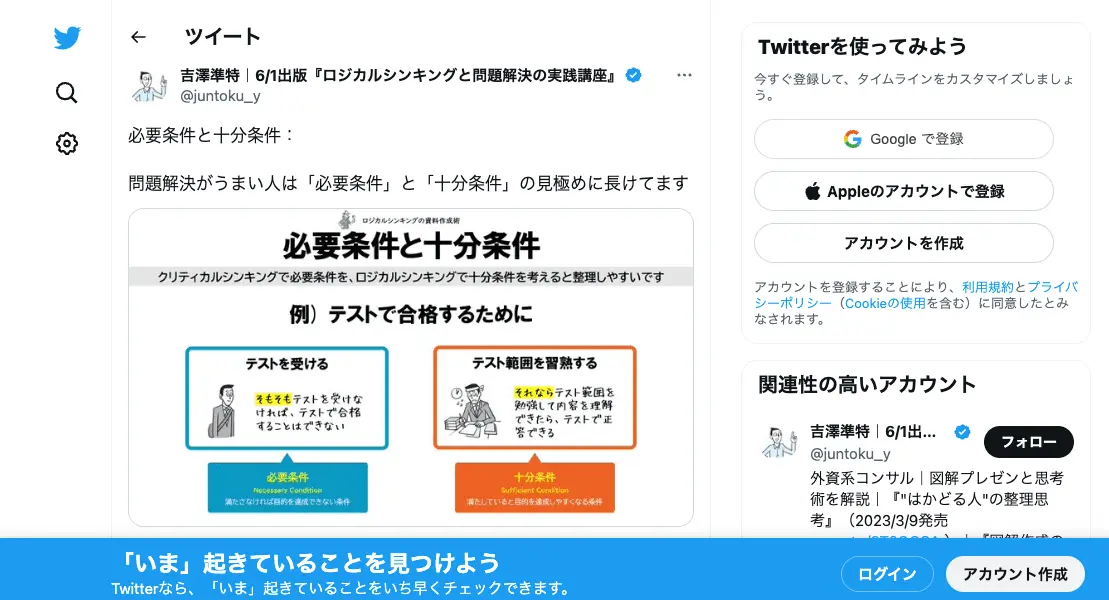 ツイート
吉澤準特｜6/1出版『ロジカルシンキングと問題解決の実践講座』
@juntoku_y
必要条件と十分条件：
問題解決がうまい人は「必要条件」と「十分条件」の見極めに長けてます
ロジカルシンキングの資料作成術
必要条件と十分条件
クリティカルシンキングで必要条件を、ロジカルシンキングで十分条件を考えると整理しやすいです
例）テストで合格するために
テストを受ける
そもそもテストを受けな
ければ、テストで合格
することはできない
必要条件
Necessary Condition
満たさなければ目的を達成できない条件
テスト範囲を習熟する
それならテスト範囲を
勉強して内容を理解
できたら、テストで正
答できる
十分条件
Sufficient Condition
満たしていると目的を達成しやすくなる条件
Twitterを使ってみよう
今すぐ登録して、タイムラインをカスタマイズしましょ
う。
Google で登録
Appleのアカウントで登録
アカウントを作成
アカウントを登録することにより、利用規約とプライバ
シーポリシー（Cookieの使用を含む）に同意したとみ
なされます。
関連性の高いアカウント
吉澤準特｜6/1出...
@juntoku_y
フォロー
外資系コンサル｜図解プレゼンと思考
術を解説｜『"はかどる人"の整理思
考』（2023/3/9発売
「いま」起きていることを見つけよう
Twitterなら、「いま」起きていることをいち早くチェックできます。
ログイン
アカウント作成